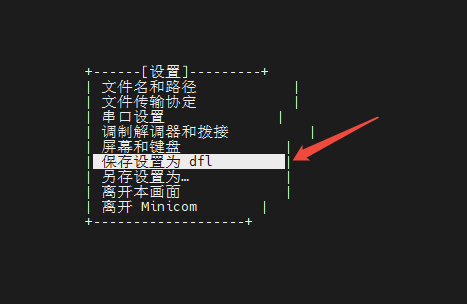 +------[设置]---------+
| 文件名和路径            |
| 文件传输协定            |
| 串口设置              |
| 调制解调器和拨接          |
| 屏幕和键盘             |
| 保存设置为 dfl         |
| 另存设置为…            |
| 离开本画面             |
| 离开 Minicom        |
+-------------------+